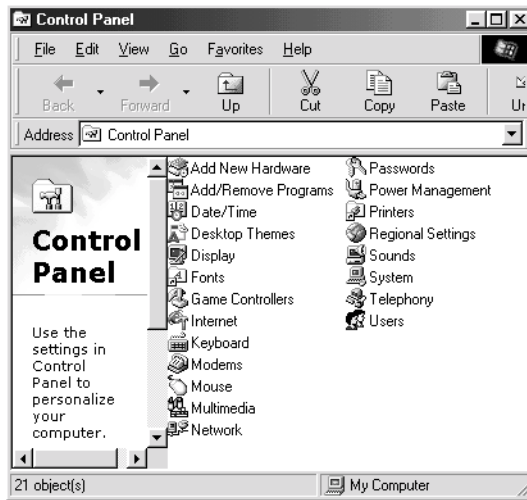 Control Panel
File Edit View Go Favorites Help
Back Forward Up Cut Copy Paste
Address Control Panel
Control
Panel
Use the
settings in
Control
Panel to
personalize
your
computer.
Add New Hardware
Add/Remove Programs
Date/Time
Desktop Themes
Display
Fonts
Game Controllers
Internet
Keyboard
Modems
Mouse
Multimedia
Network
Passwords
Power Management
Printers
Regional Settings
Sounds
System
Telephony
Users
21 object(s) My Computer